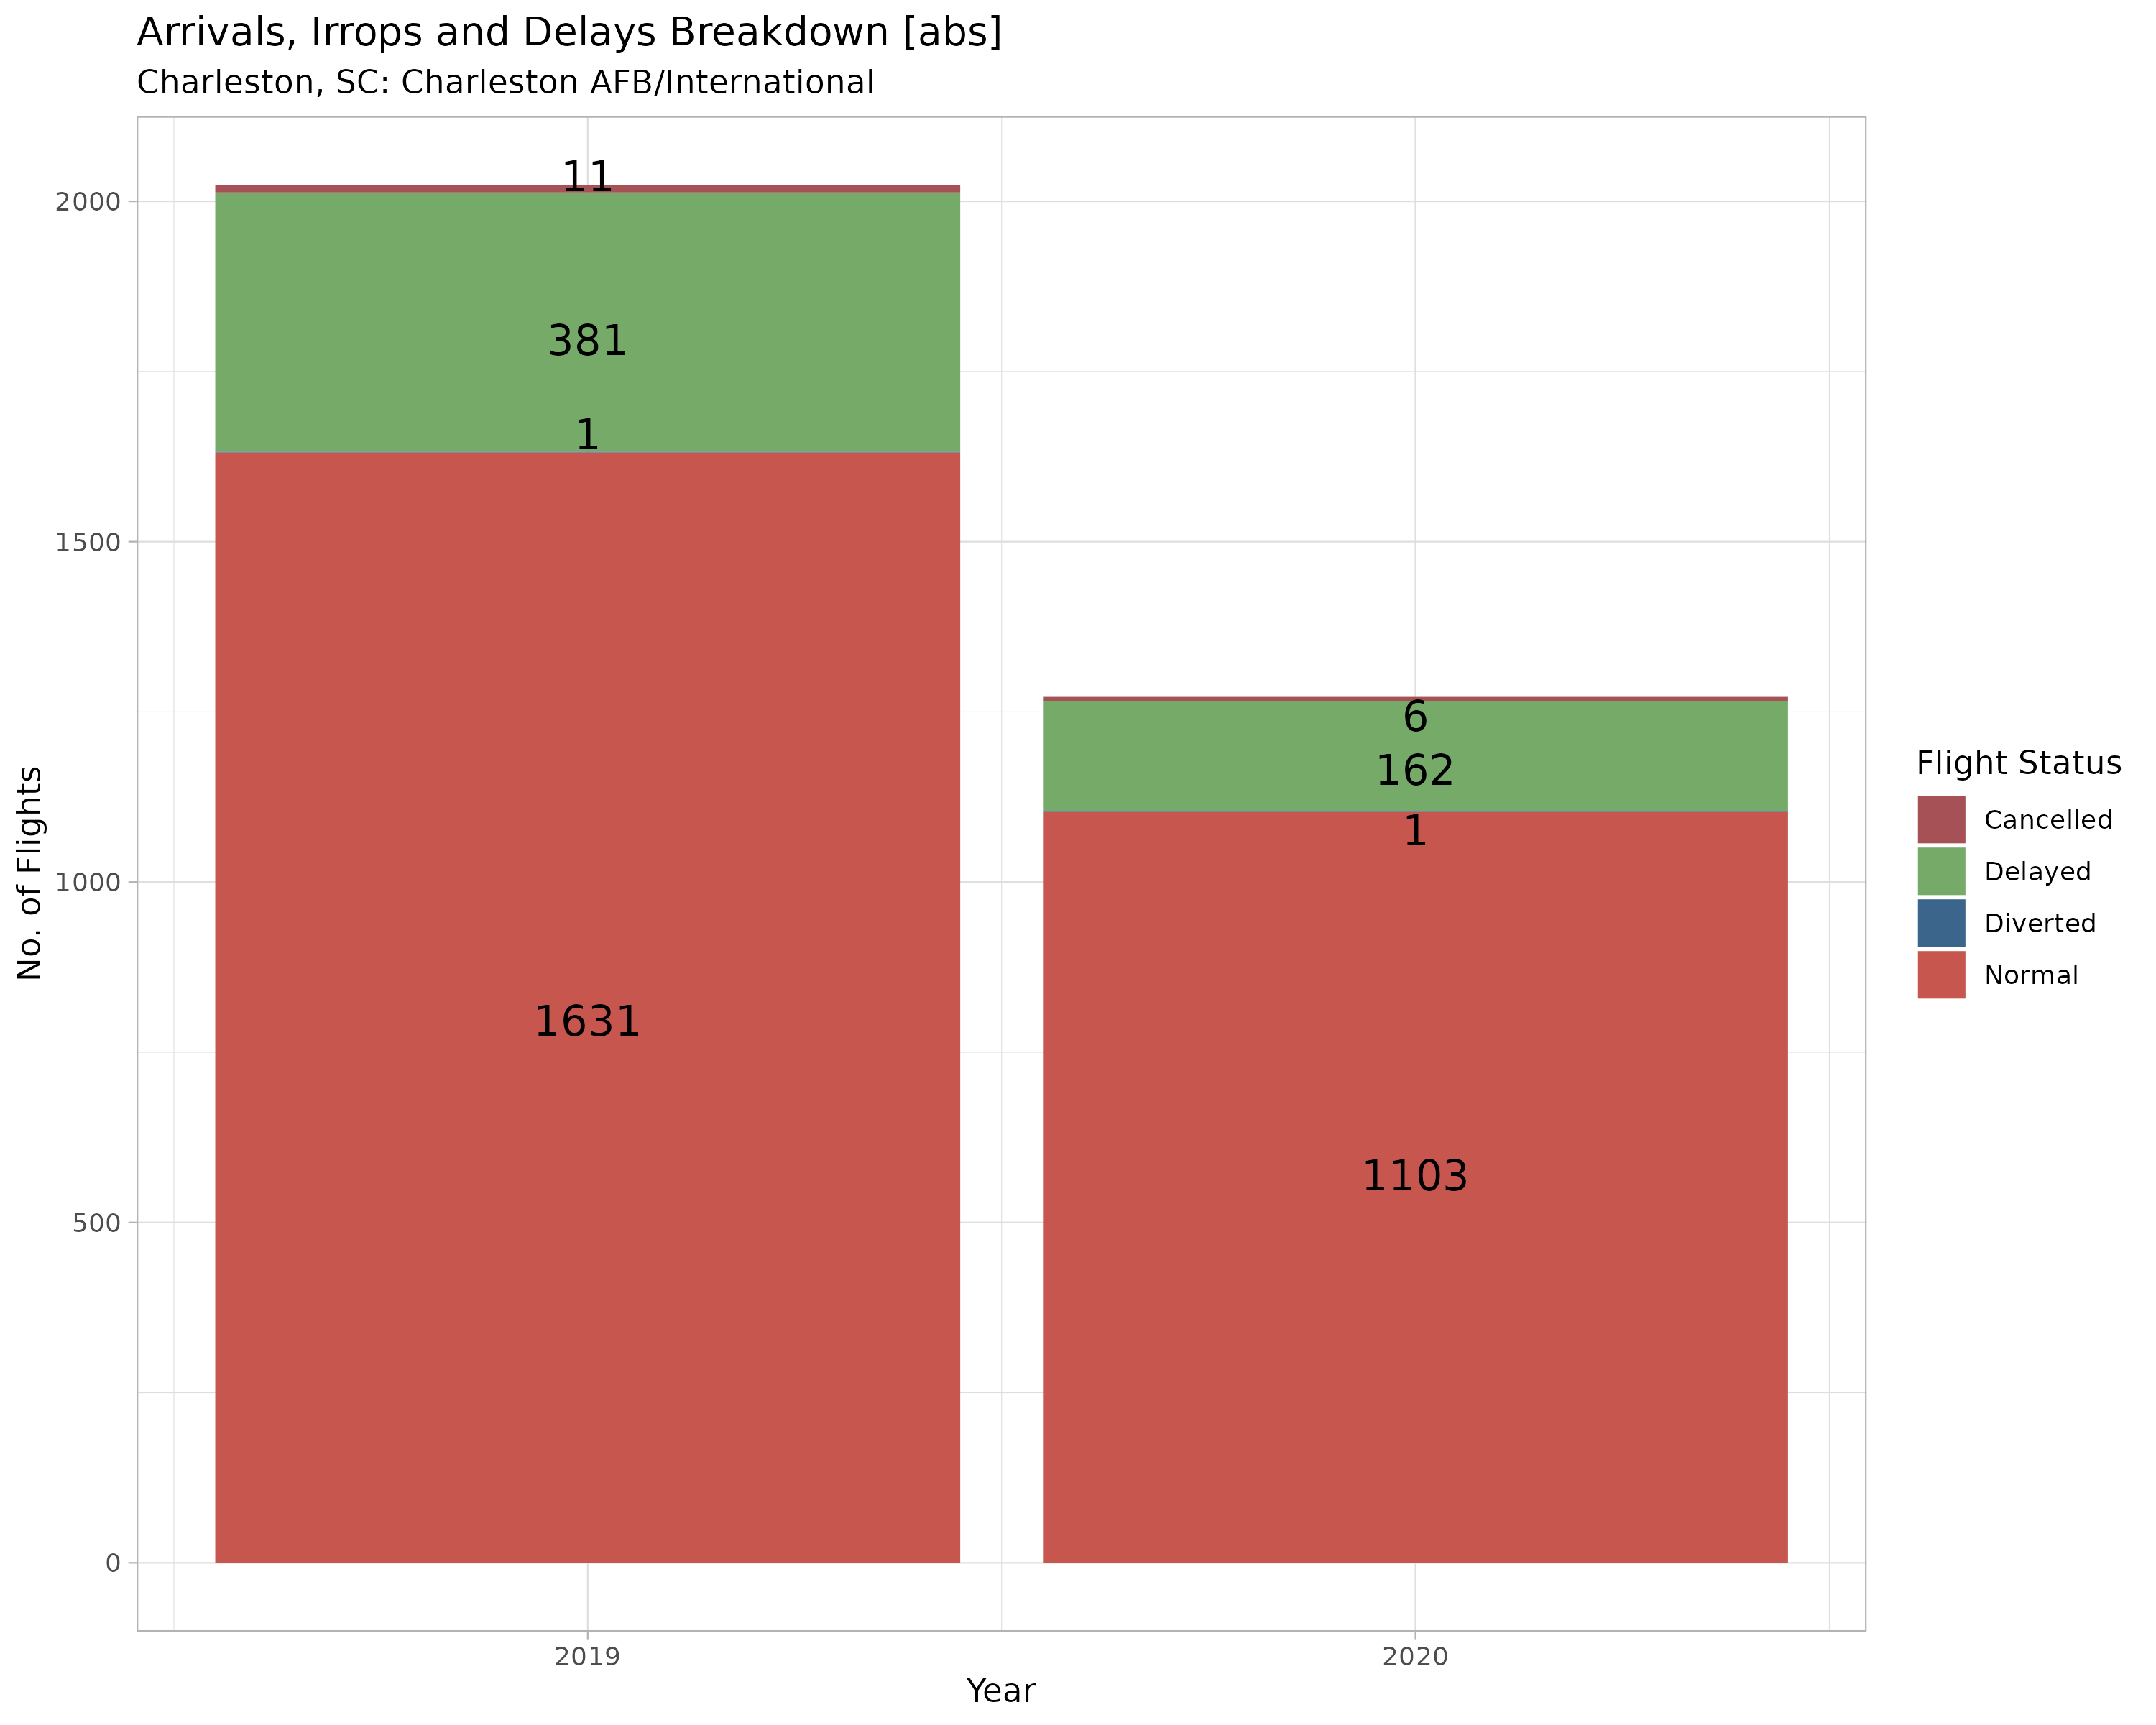 Arrivals, Irrops and Delays Breakdown [abs]
Charleston, SC: Charleston AFB/International
No. of Flights
2000
1500
1000
500
0
11
381
1
1631
6
162
1
1103
2019
2020
Year
Flight Status
Cancelled
Delayed
Diverted
Normal